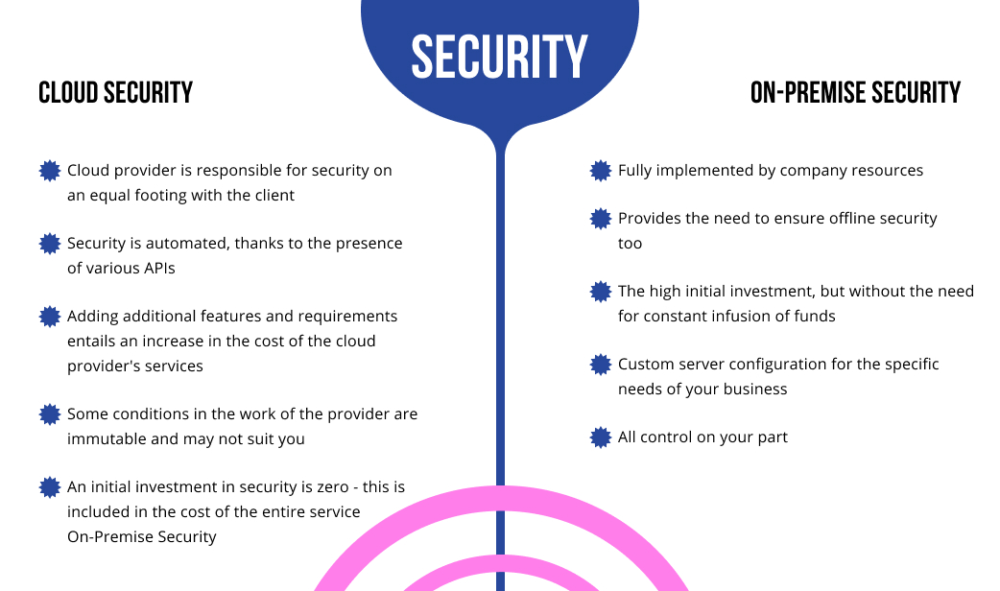 SECURITY
CLOUD SECURITY
Cloud provider is responsible for security on
an equal footing with the client
Security is automated, thanks to the presence
of various APIs
Adding additional features and requirements
entails an increase in the cost of the cloud
provider's services
Some conditions in the work of the provider are
immutable and may not suit you
An initial investment in security is zero - this is
included in the cost of the entire service
On-Premise Security
ON-PREMISE SECURITY
Fully implemented by company resources
Provides the need to ensure offline security
too
The high initial investment, but without the need
for constant infusion of funds
Custom server configuration for the specific
needs of your business
All control on your part